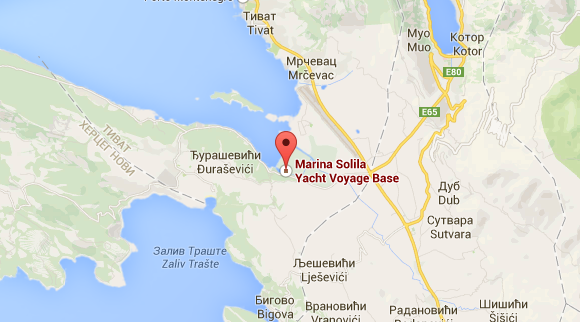 Porto Montenegro
Тиват
Tivat
Мрчевац
Mrčevac
Муо
Muo
Котор
Kotor
E80
E65
ТИВАТ
ХЕРЦЕГ НОВИ
Ђурашевићи
Đuraševići
Marina Solila
Yacht Voyage Base
Дуб
Dub
Сутвара
Sutvara
Залив Траште
Zaliv Trašte
Љешевићи
Lješevići
Бигово
Bigova
Врановићи
Vranovići
Радановићи
Шишићи
Šišići